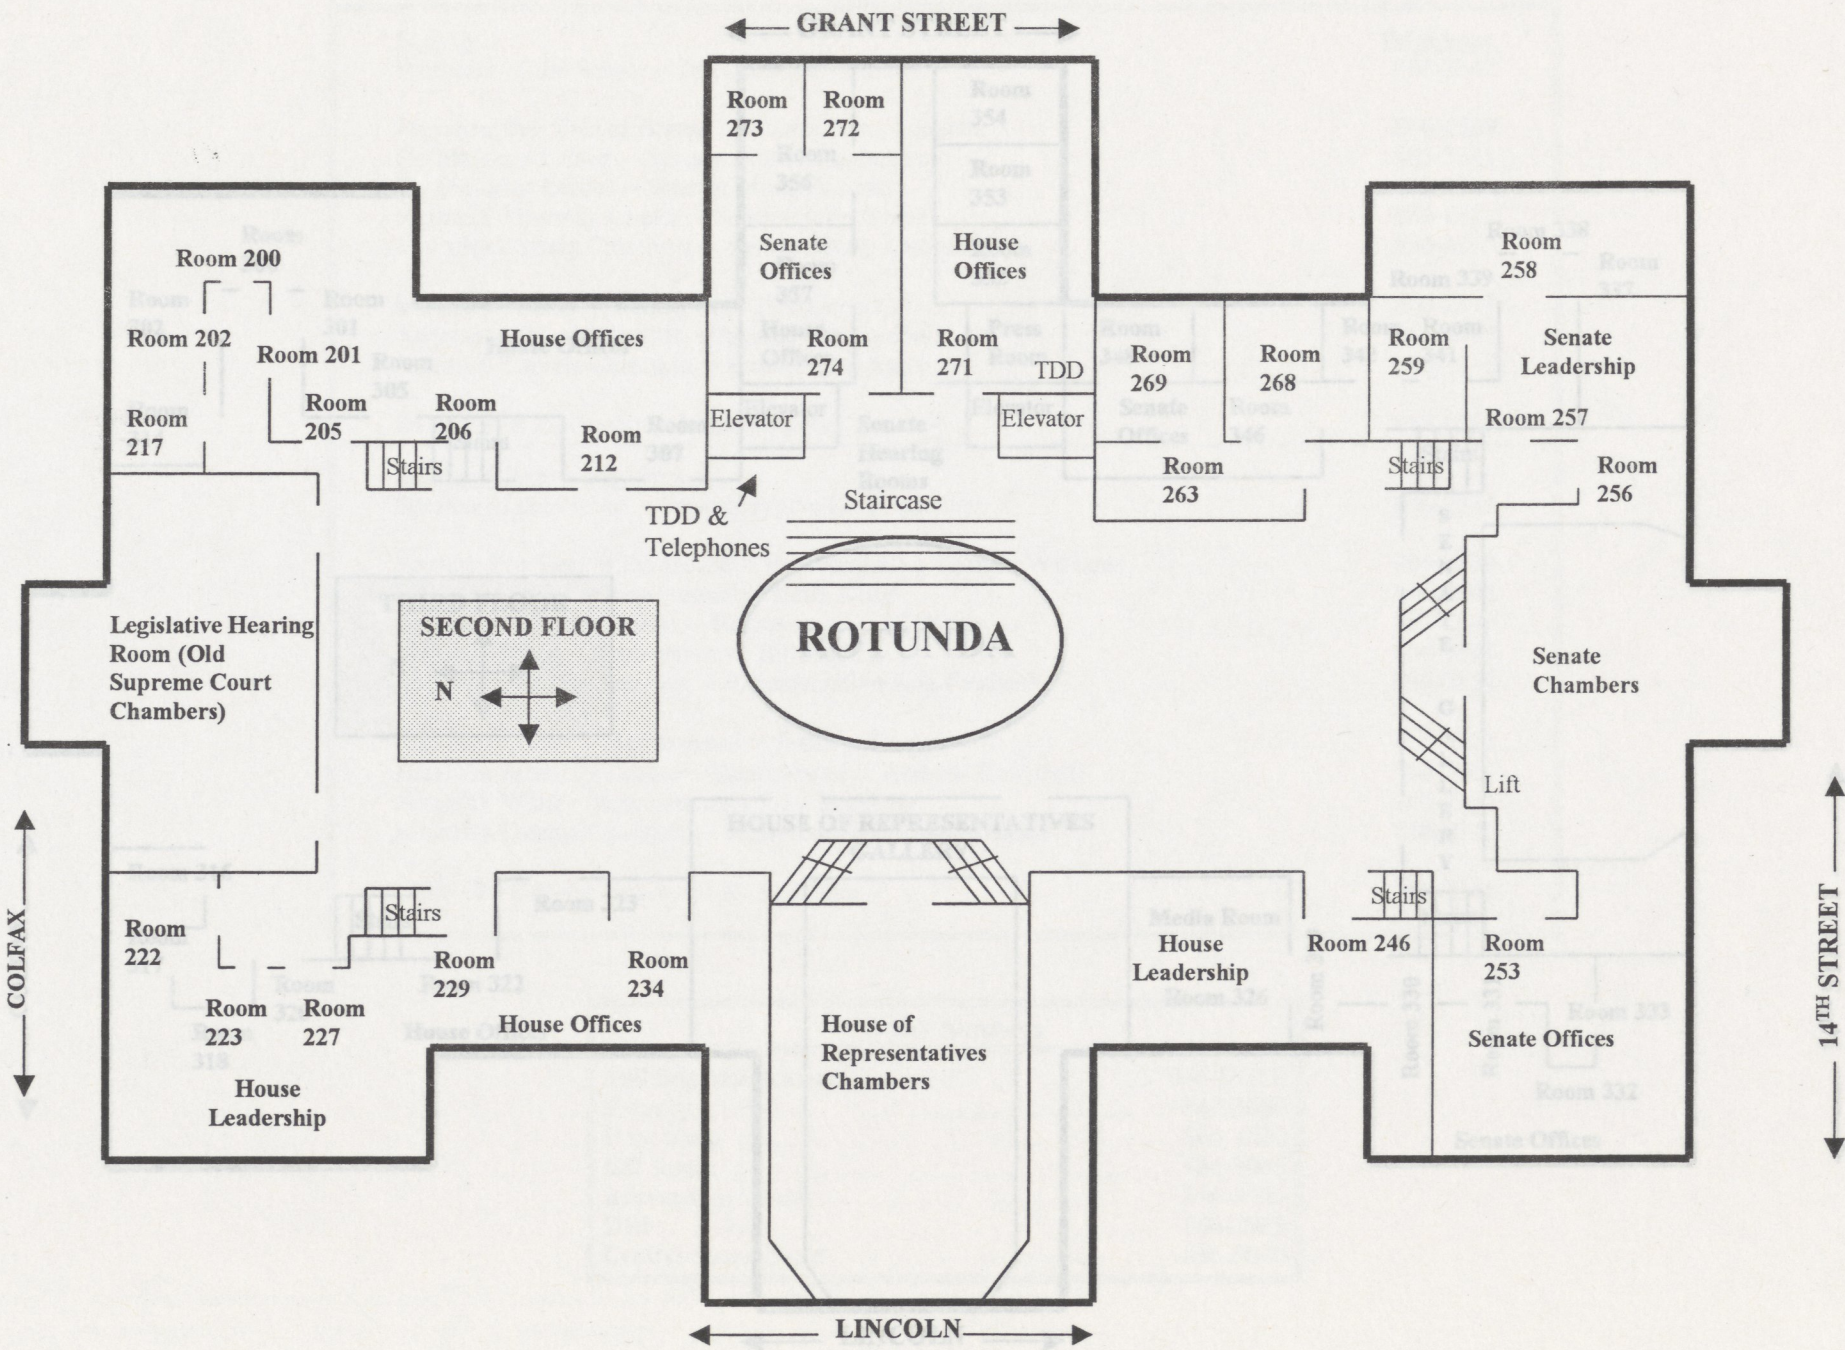 GRANT STREET
Room
273
Room
272
Senate
Offices
House
Offices
Room
258
Room 200
Room 202
Room 201
House Offices
Room
274
Room
271
TDD
Room
269
Room
268
Room
259
Senate
Leadership
Room
217
Room
205
Room
206
Room
212
Elevator
Elevator
Room 257
Stairs
Room
263
Stairs
Room
256
TDD &
Telephones
Staircase
Legislative Hearing
Room (Old
Supreme Court
Chambers)
SECOND FLOOR
N
ROTUNDA
Senate
Chambers
Lift
COLFAX
14TH STREET
Room
222
Stairs
Room
229
Room
234
Room
223
Room
227
House Offices
House
Leadership
House of
Representatives
Chambers
House
Leadership
Stairs
Room 246
Room
253
Senate Offices
LINCOLN